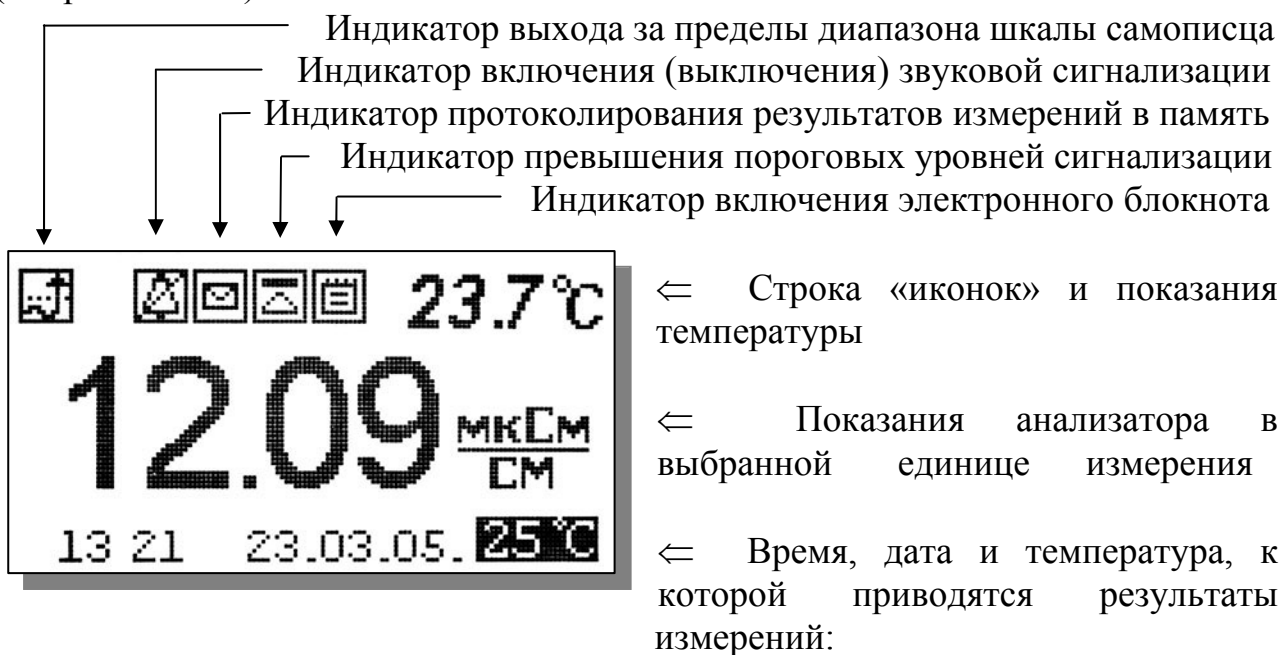 Индикатор выхода за пределы диапазона шкалы самописца
Индикатор включения (выключения) звуковой сигнализации
Индикатор протоколирования результатов измерений в память
Индикатор превышения пороговых уровней сигнализации
Индикатор включения электронного блокнота
23.7°C
⇐ Строка «иконок» и показания
температуры
12.09 мкСм
СМ
⇐ Показания анализатора в
выбранной единице измерения
13 21 23.03.05. 25°C
⇐ Время, дата и температура, к
которой приводятся результаты
измерений: